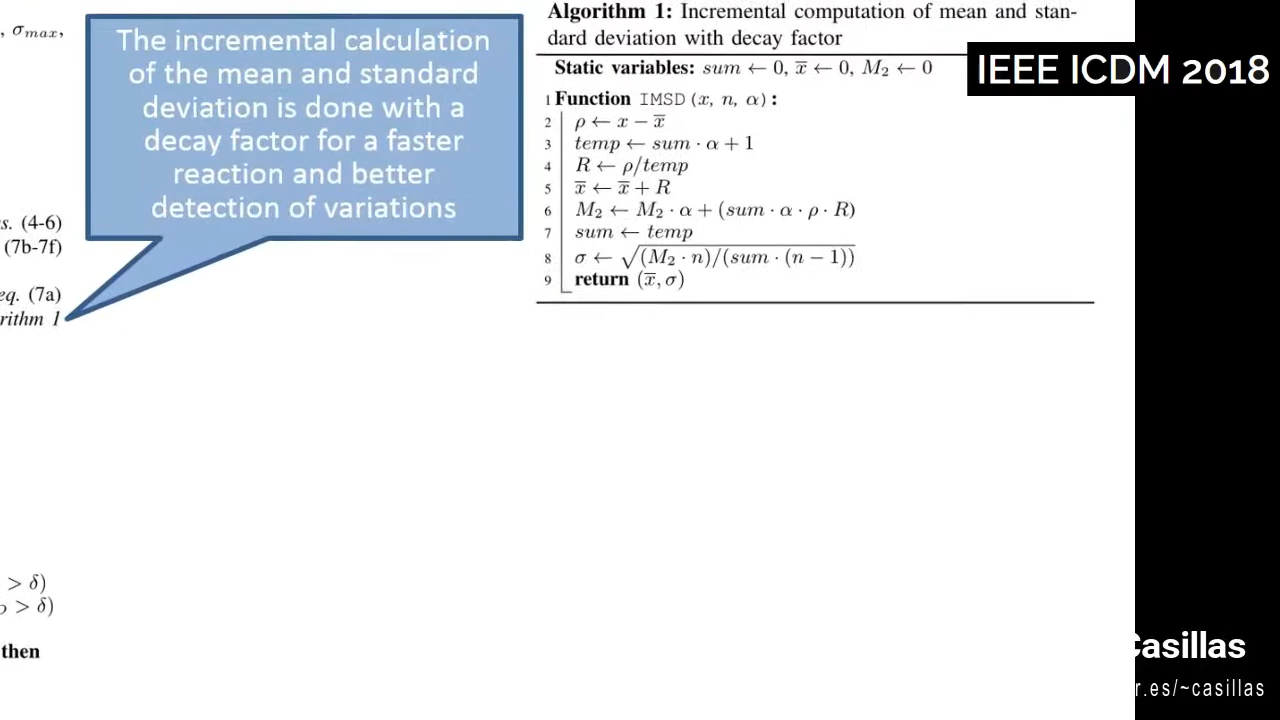 , σmax,
The incremental calculation
of the mean and standard
deviation is done with a
decay factor for a faster
reaction and better
detection of variations
s. (4-6)
(7b-7f)
eq. (7a)
rithm 1
> δ)
> δ)
then
Algorithm 1: Incremental computation of mean and stan-
dard deviation with decay factor
Static variables: sum ← 0, x̄ ← 0, M₂ ← 0
1 Function IMSD (x, n, α):
2 ρ ← x − x̄
3 temp ← sum · α + 1
4 R ← ρ/temp
5 x̄ ← x̄ + R
6 M₂ ← M₂ · α + (sum · α · ρ · R)
7 sum ← temp
8 σ ← √((M₂ · n)/(sum · (n − 1)))
9 return (x̄, σ)
IEEE ICDM 2018
Casillas
r.es/~casillas